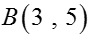 B(3 , 5)